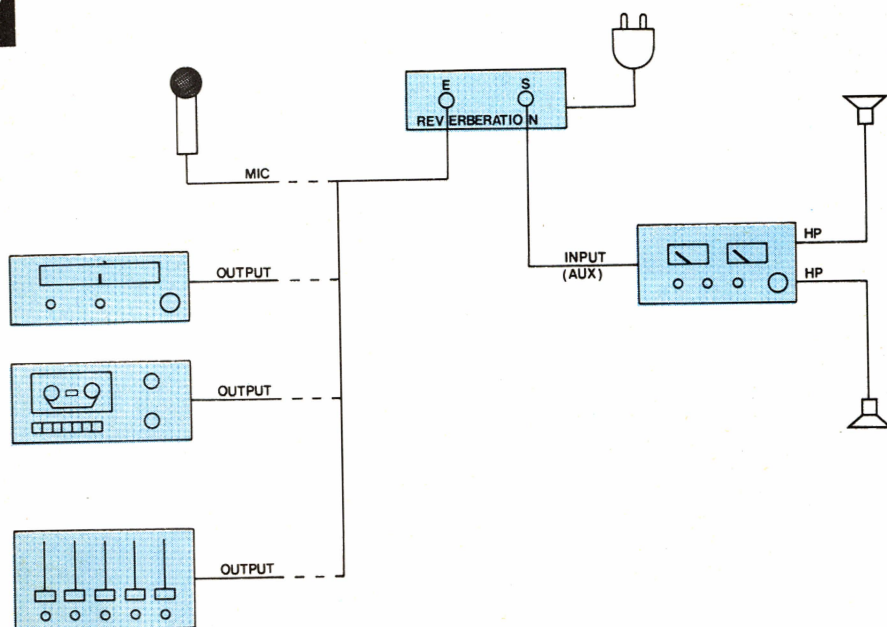 E S
REVERBERATION
MIC
OUTPUT
INPUT
(AUX)
HP
HP
OUTPUT
OUTPUT